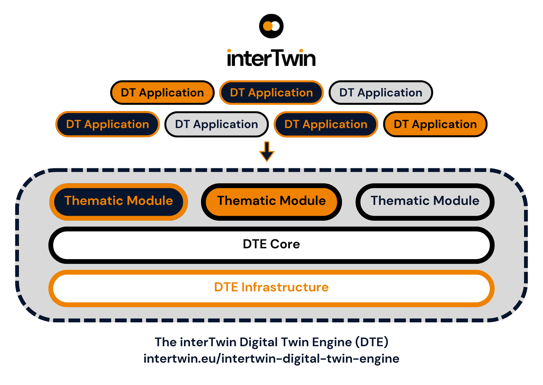 interTwin
DT Application DT Application DT Application
DT Application DT Application DT Application DT Application
Thematic Module Thematic Module Thematic Module
DTE Core
DTE Infrastructure
The interTwin Digital Twin Engine (DTE)
intertwin.eu/intertwin-digital-twin-engine